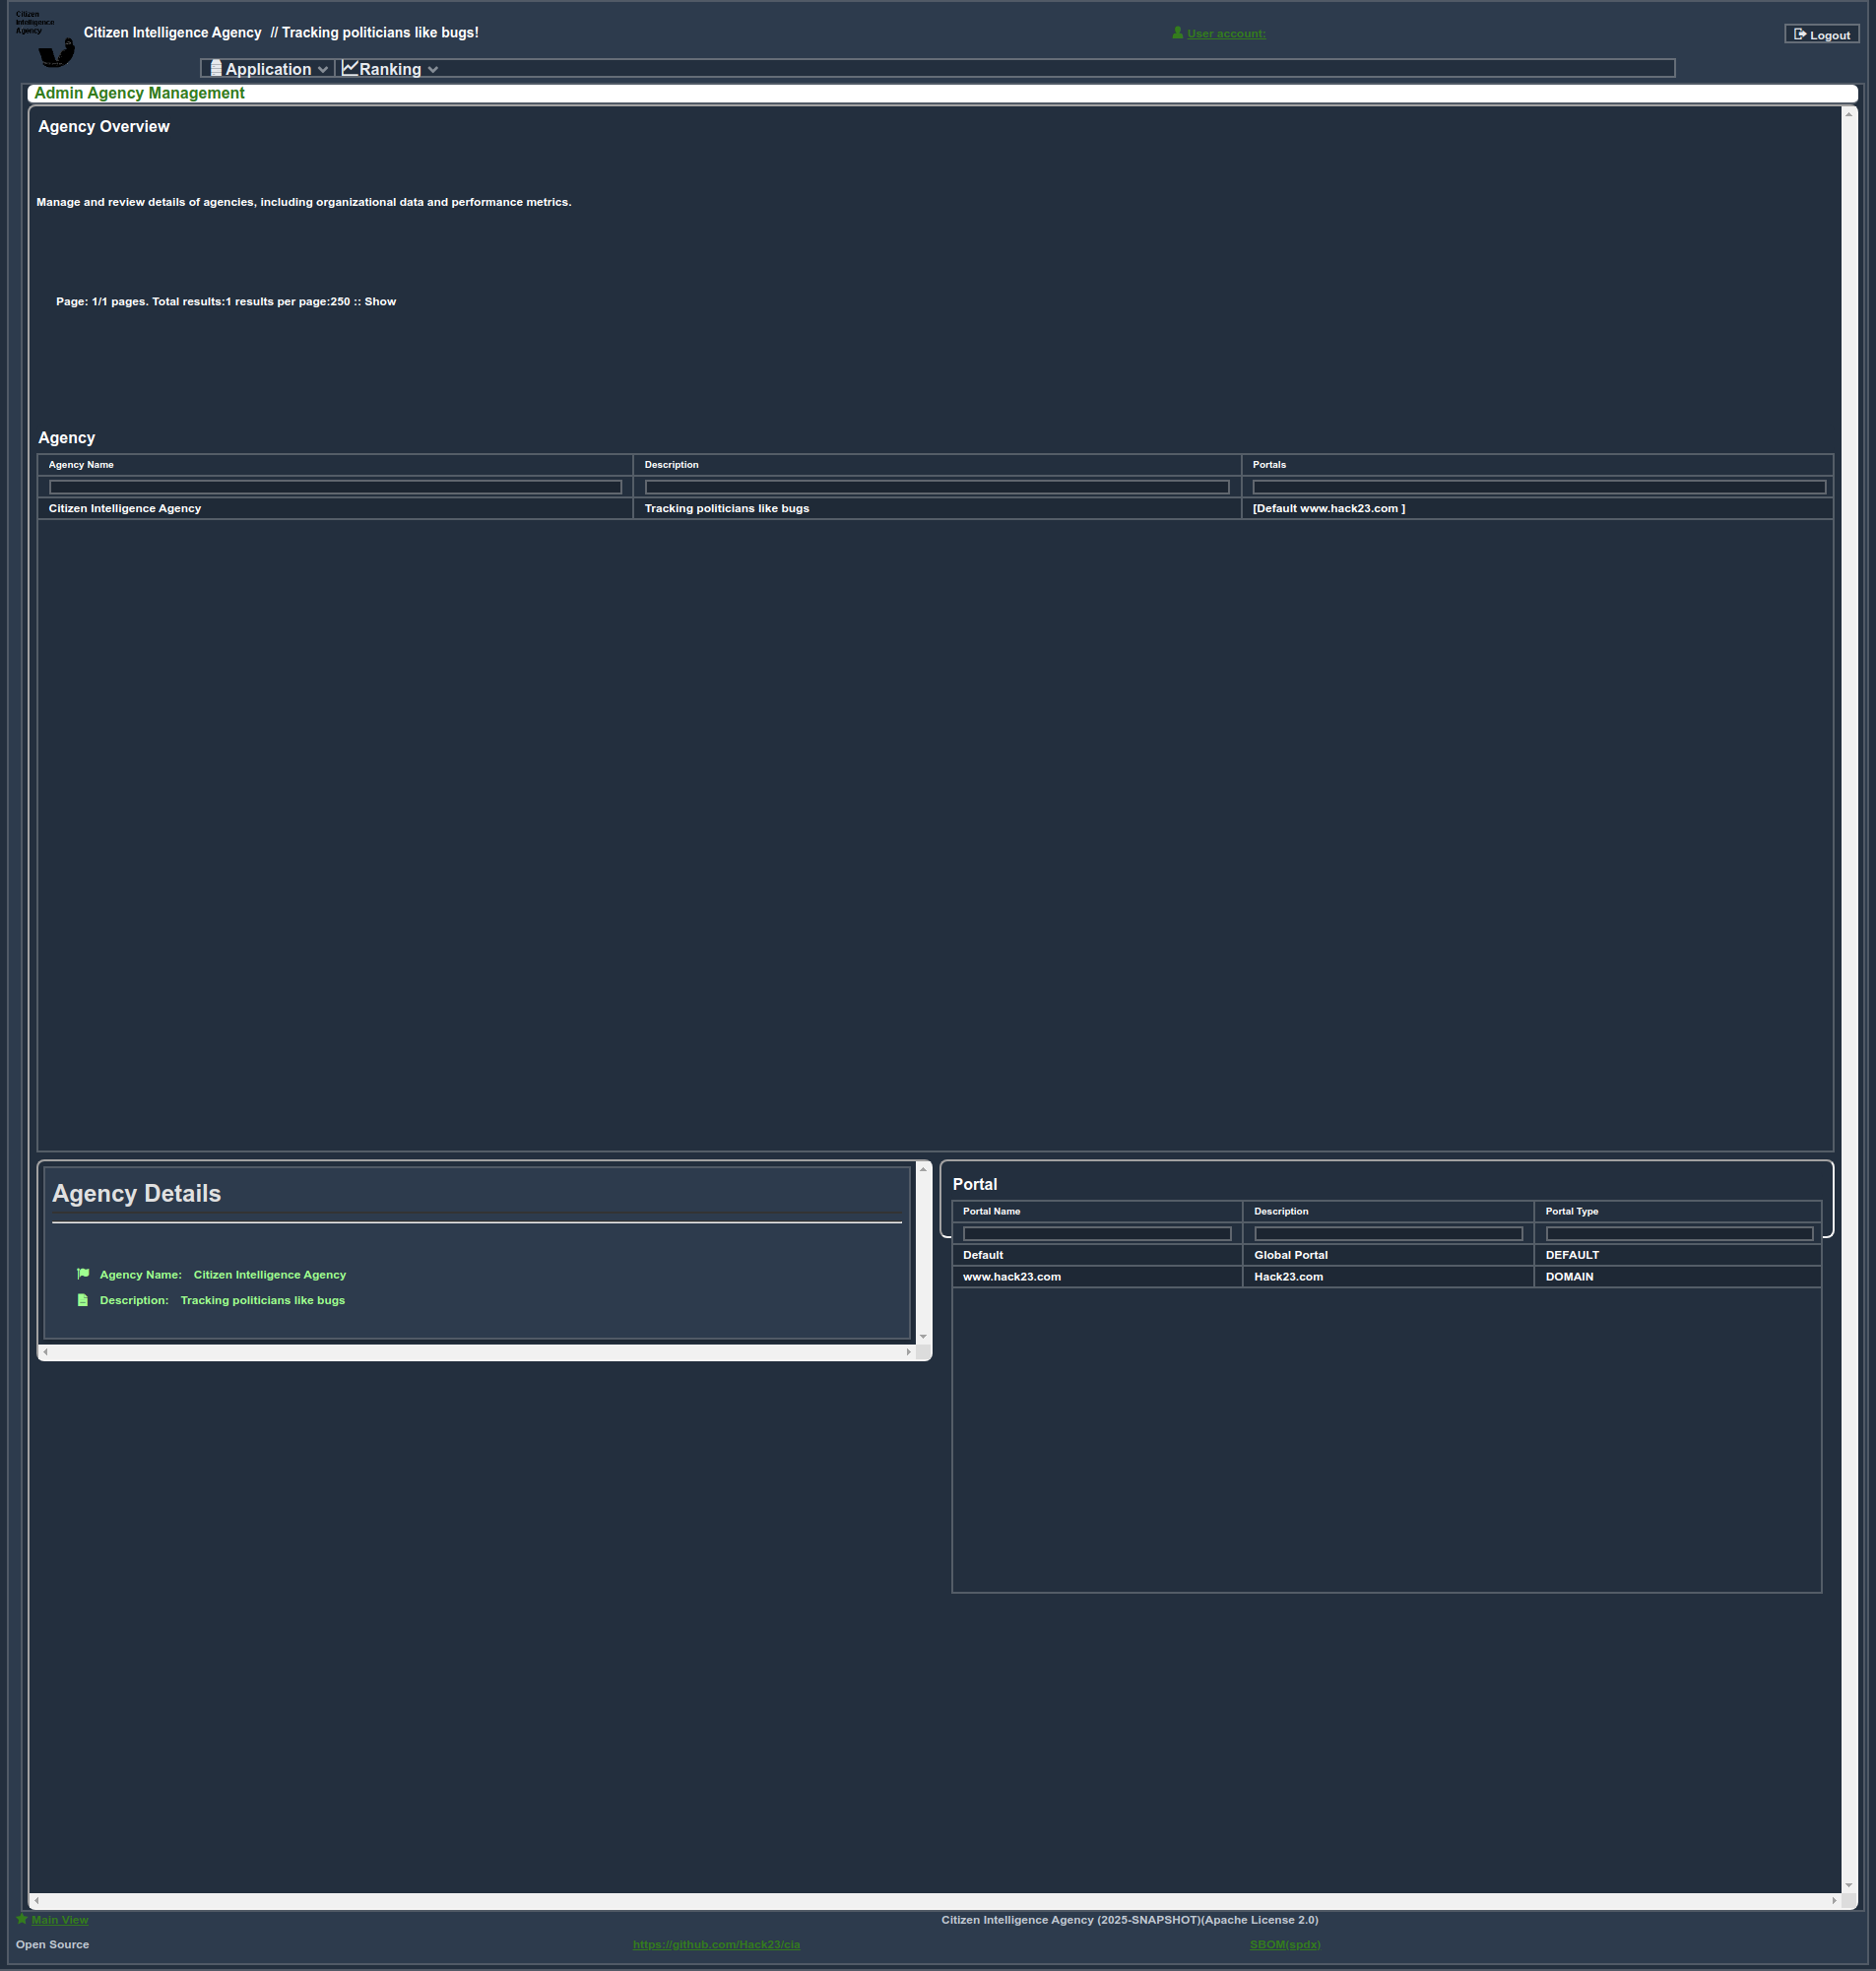 Citizen
Intelligence
Agency
Citizen Intelligence Agency // Tracking politicians like bugs!
User account:
Logout
Application
Ranking
Admin Agency Management
Agency Overview
Manage and review details of agencies, including organizational data and performance metrics.
Page: 1/1 pages. Total results:1 results per page:250 :: Show
Agency
Agency Name Description Portals
Citizen Intelligence Agency Tracking politicians like bugs [Default www.hack23.com ]
Agency Details
Agency Name: Citizen Intelligence Agency
Description: Tracking politicians like bugs
Portal
Portal Name Description Portal Type
Default Global Portal DEFAULT
www.hack23.com Hack23.com DOMAIN
Main View
Citizen Intelligence Agency (2025-SNAPSHOT)(Apache License 2.0)
Open Source
https://github.com/Hack23/cia
SBOM(spdx)